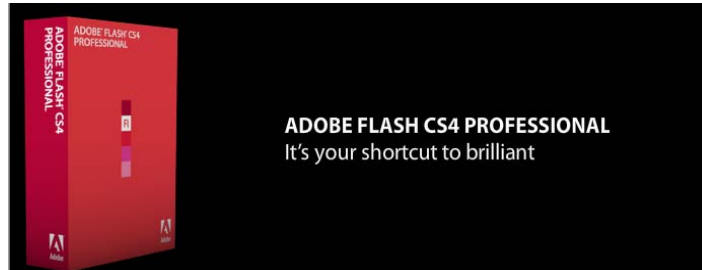 ADOBE FLASH CS4 PROFESSIONAL
ADOBE' FLASH' CS4
PROFESSIONAL
Fl
Adobe
Adobe
ADOBE FLASH CS4 PROFESSIONAL
It's your shortcut to brilliant